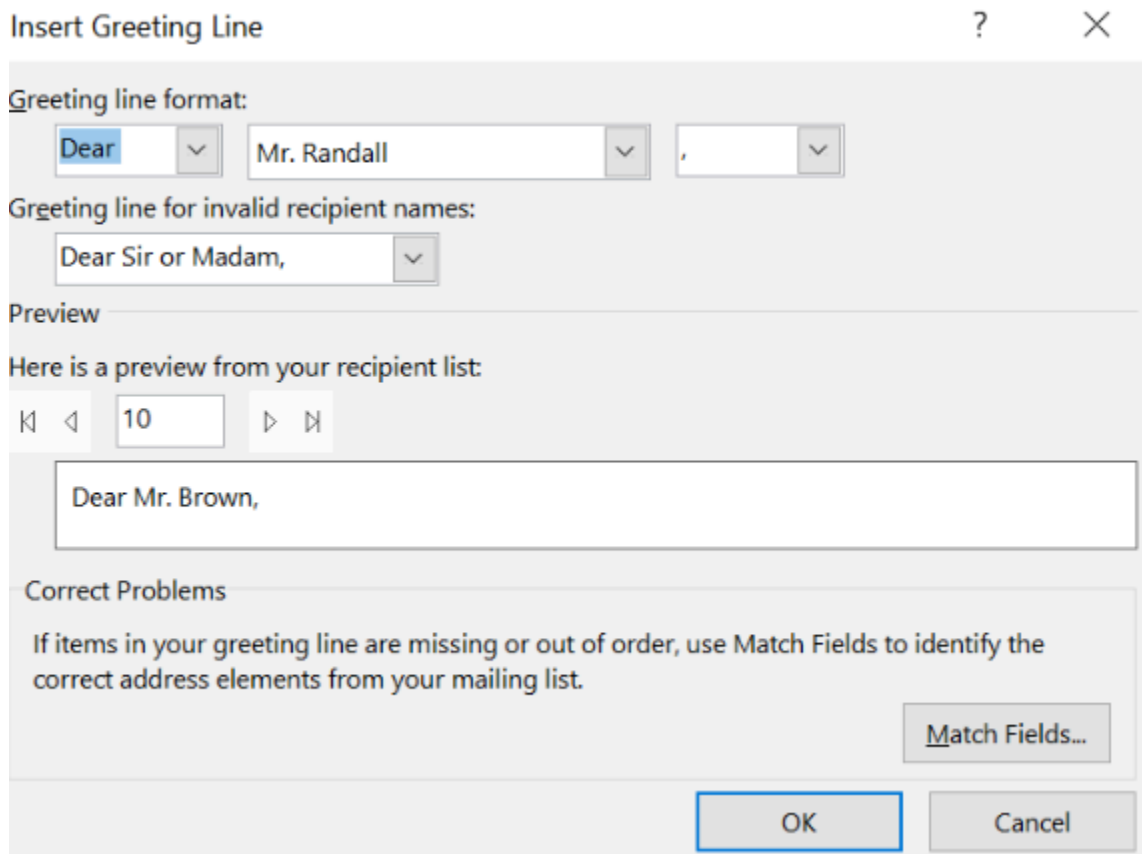 Insert Greeting Line ?
Greeting line format:
Dear Mr. Randall ,
Greeting line for invalid recipient names:
Dear Sir or Madam,
Preview
Here is a preview from your recipient list:
10
Dear Mr. Brown,
Correct Problems
If items in your greeting line are missing or out of order, use Match Fields to identify the
correct address elements from your mailing list.
Match Fields...
OK Cancel